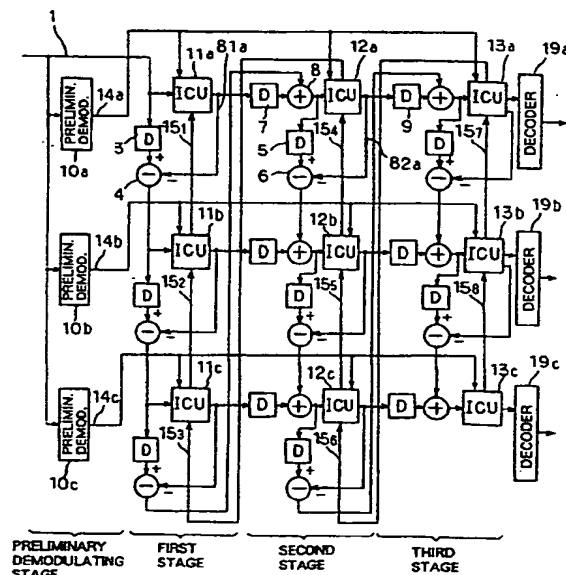 1
11a
81a
12a
13a
19a
8
PRELIMIN.
DEMOD.
14a
ICU
D
+
ICU
D
+
ICU
DECODER
7
9
D
3
15₁
D
5
15₄
D
15₇
+
+
+
10a
4
−
−
6
−
−
82a
−
−
11b
12b
13b
19b
PRELIMIN.
DEMOD.
14b
ICU
D
+
ICU
D
+
ICU
DECODER
D
15₂
D
15₅
D
15₈
+
+
+
10b
−
−
−
−
−
−
11c
12c
13c
19c
PRELIMIN.
DEMOD.
14c
ICU
D
+
ICU
D
+
ICU
DECODER
D
15₃
D
15₆
+
+
10c
−
−
−
−
PRELIMINARY
DEMODULATING
STAGE
FIRST
STAGE
SECOND
STAGE
THIRD
STAGE